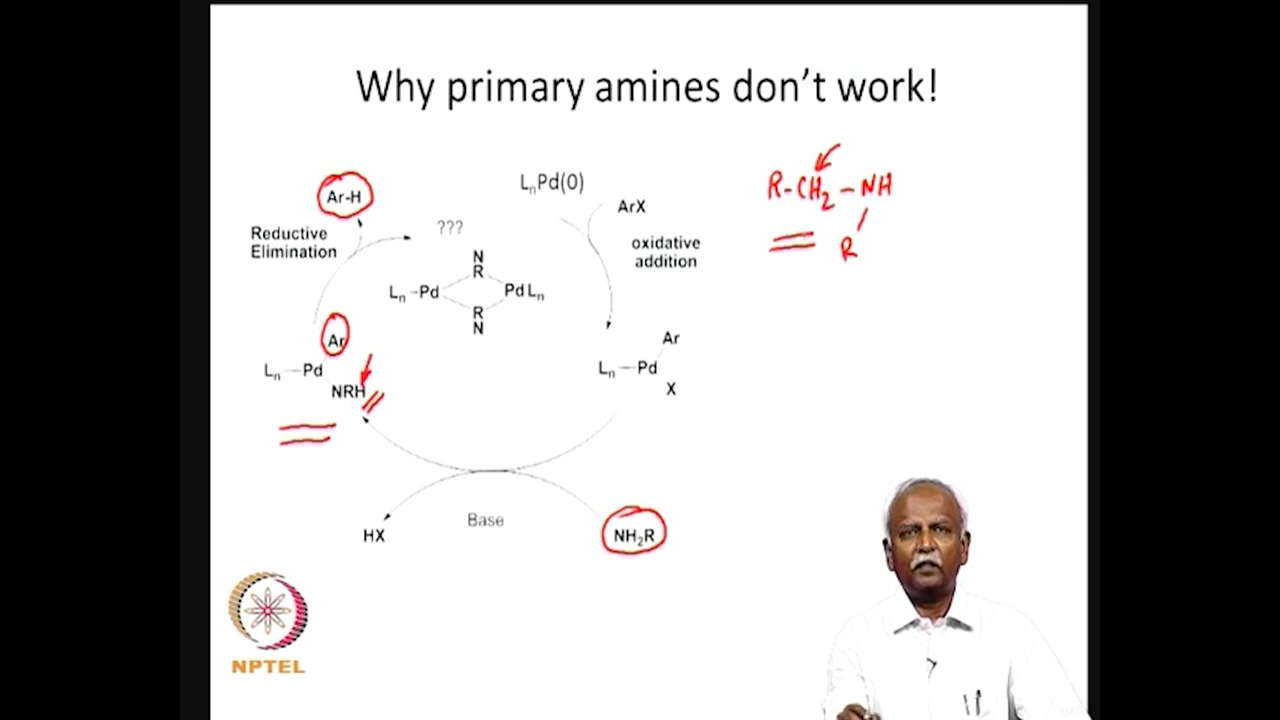 Why primary amines don't work!
Ar-H
LnPd(0)
ArX
R-CH2-NH
R
Reductive
Elimination
???
oxidative
addition
N
R
Ln-Pd
PdLn
R
N
Ar
Ln-Pd
NRH
Ar
Ln-Pd
X
HX
Base
NH2R
NPTEL